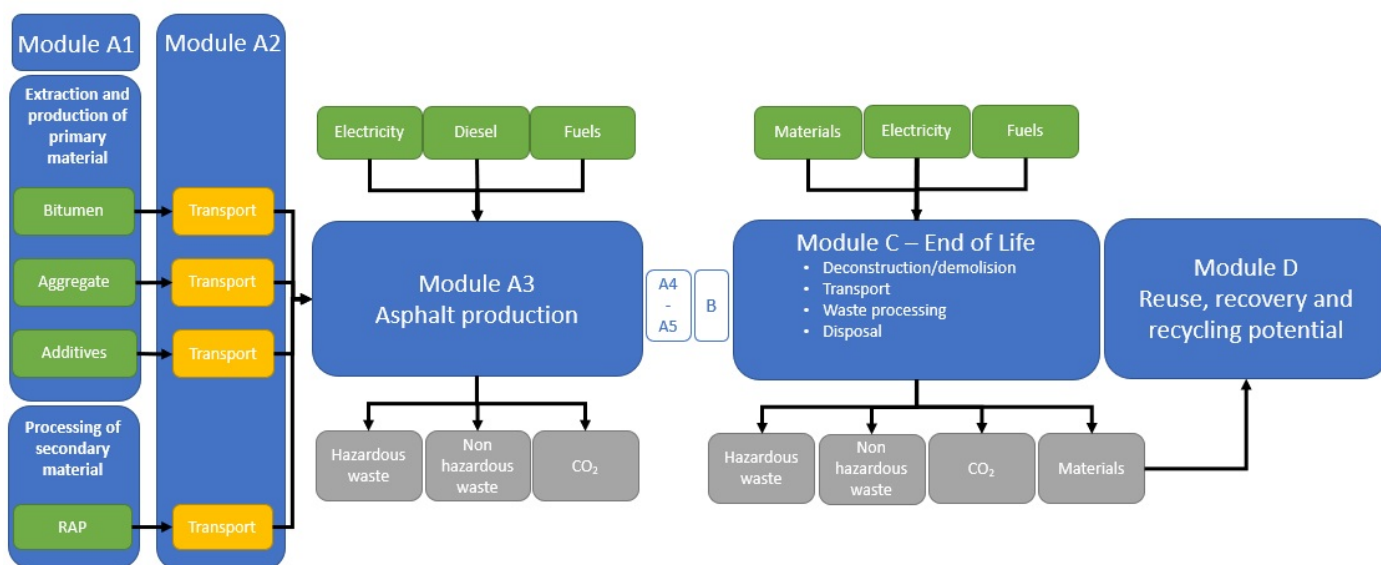 Module A1
Extraction and
production of
primary
material
Bitumen
Aggregate
Additives
Processing of
secondary
material
RAP
Module A2
Transport
Transport
Transport
Transport
Electricity
Diesel
Fuels
Module A3
Asphalt production
Hazardous
waste
Non
hazardous
waste
CO₂
A4
-
A5
B
Materials
Electricity
Fuels
Module C – End of Life
• Deconstruction/demolision
• Transport
• Waste processing
• Disposal
Hazardous
waste
Non
hazardous
waste
CO₂
Materials
Module D
Reuse, recovery and
recycling potential